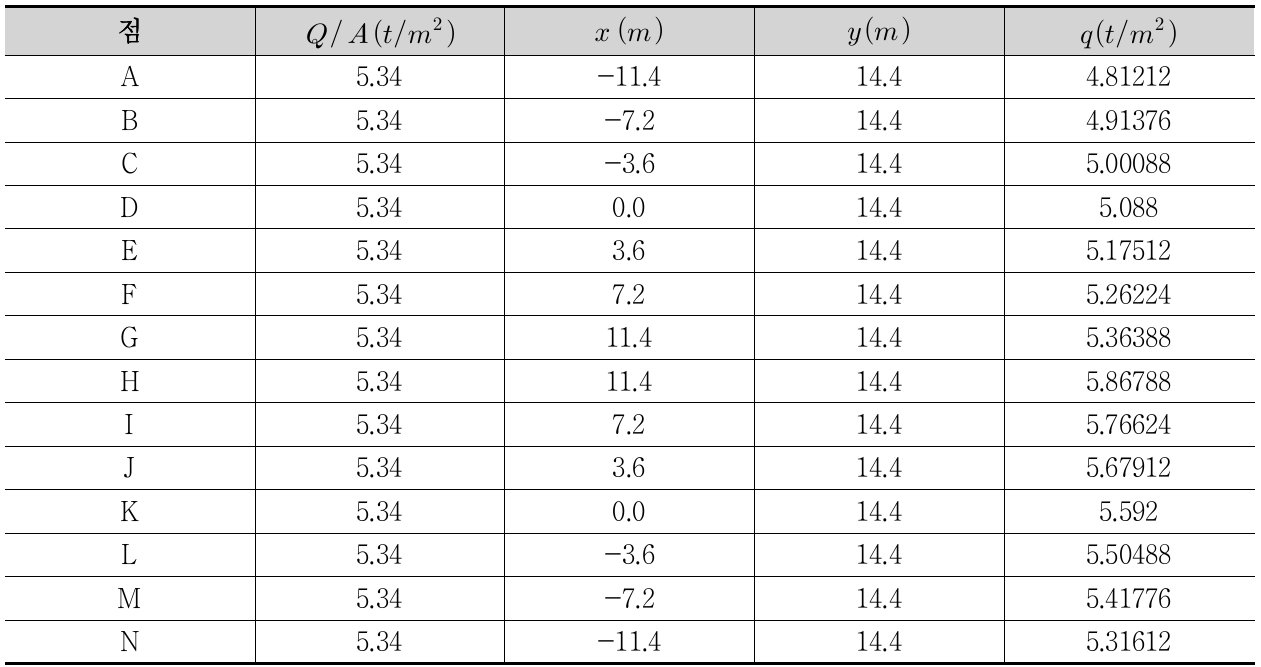 점 Q/A(t/m²) x (m) y(m) q(t/m²)
A 5.34 −11.4 14.4 4.81212
B 5.34 −7.2 14.4 4.91376
C 5.34 −3.6 14.4 5.00088
D 5.34 0.0 14.4 5.088
E 5.34 3.6 14.4 5.17512
F 5.34 7.2 14.4 5.26224
G 5.34 11.4 14.4 5.36388
H 5.34 11.4 14.4 5.86788
I 5.34 7.2 14.4 5.76624
J 5.34 3.6 14.4 5.67912
K 5.34 0.0 14.4 5.592
L 5.34 −3.6 14.4 5.50488
M 5.34 −7.2 14.4 5.41776
N 5.34 −11.4 14.4 5.31612